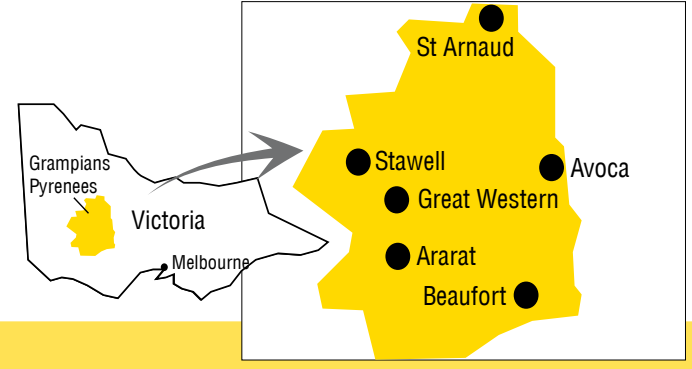 St Arnaud
Grampians
Pyrenees
Stawell
Avoca
Great Western
Victoria
Ararat
Melbourne
Beaufort